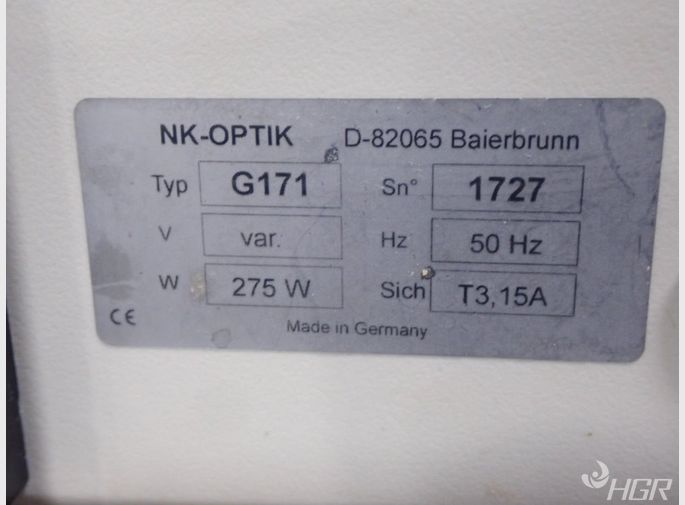 NK-OPTIK D-82065 Baierbrunn
Typ G171 Sn° 1727
V var. Hz 50 Hz
W 275 W Sich T3,15A
CE Made in Germany
HGR